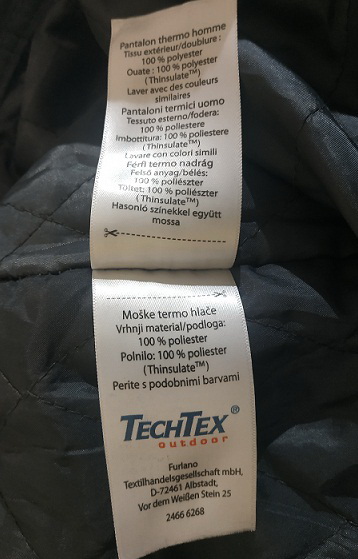 Pantalon thermo homme
Tissu extérieur/doublure :
100 % polyester
Ouate : 100 % polyester
(Thinsulate™)
Laver avec des couleurs
similaires
Pantaloni termici uomo
Tessuto esterno/fodera:
100 % poliestere
Imbottitura: 100 % poliestere
(Thinsulate™)
Lavare con colori simili
Férfi termo nadrág
Felső anyag/bélés:
100 % poliészter
Töltet: 100 % poliészter
(Thinsulate™)
Hasonló színekkel együtt
mossa
Moške termo hlače
Vrhnji material/podloga:
100 % poliester
Polnilo: 100 % poliester
(Thinsulate™)
Perite s podobnimi barvami
TECHTEX®
outdoor
Furlano
Textilhandelsgesellschaft mbH,
D-72461 Albstadt,
Vor dem Weißen Stein 25
2466 6268